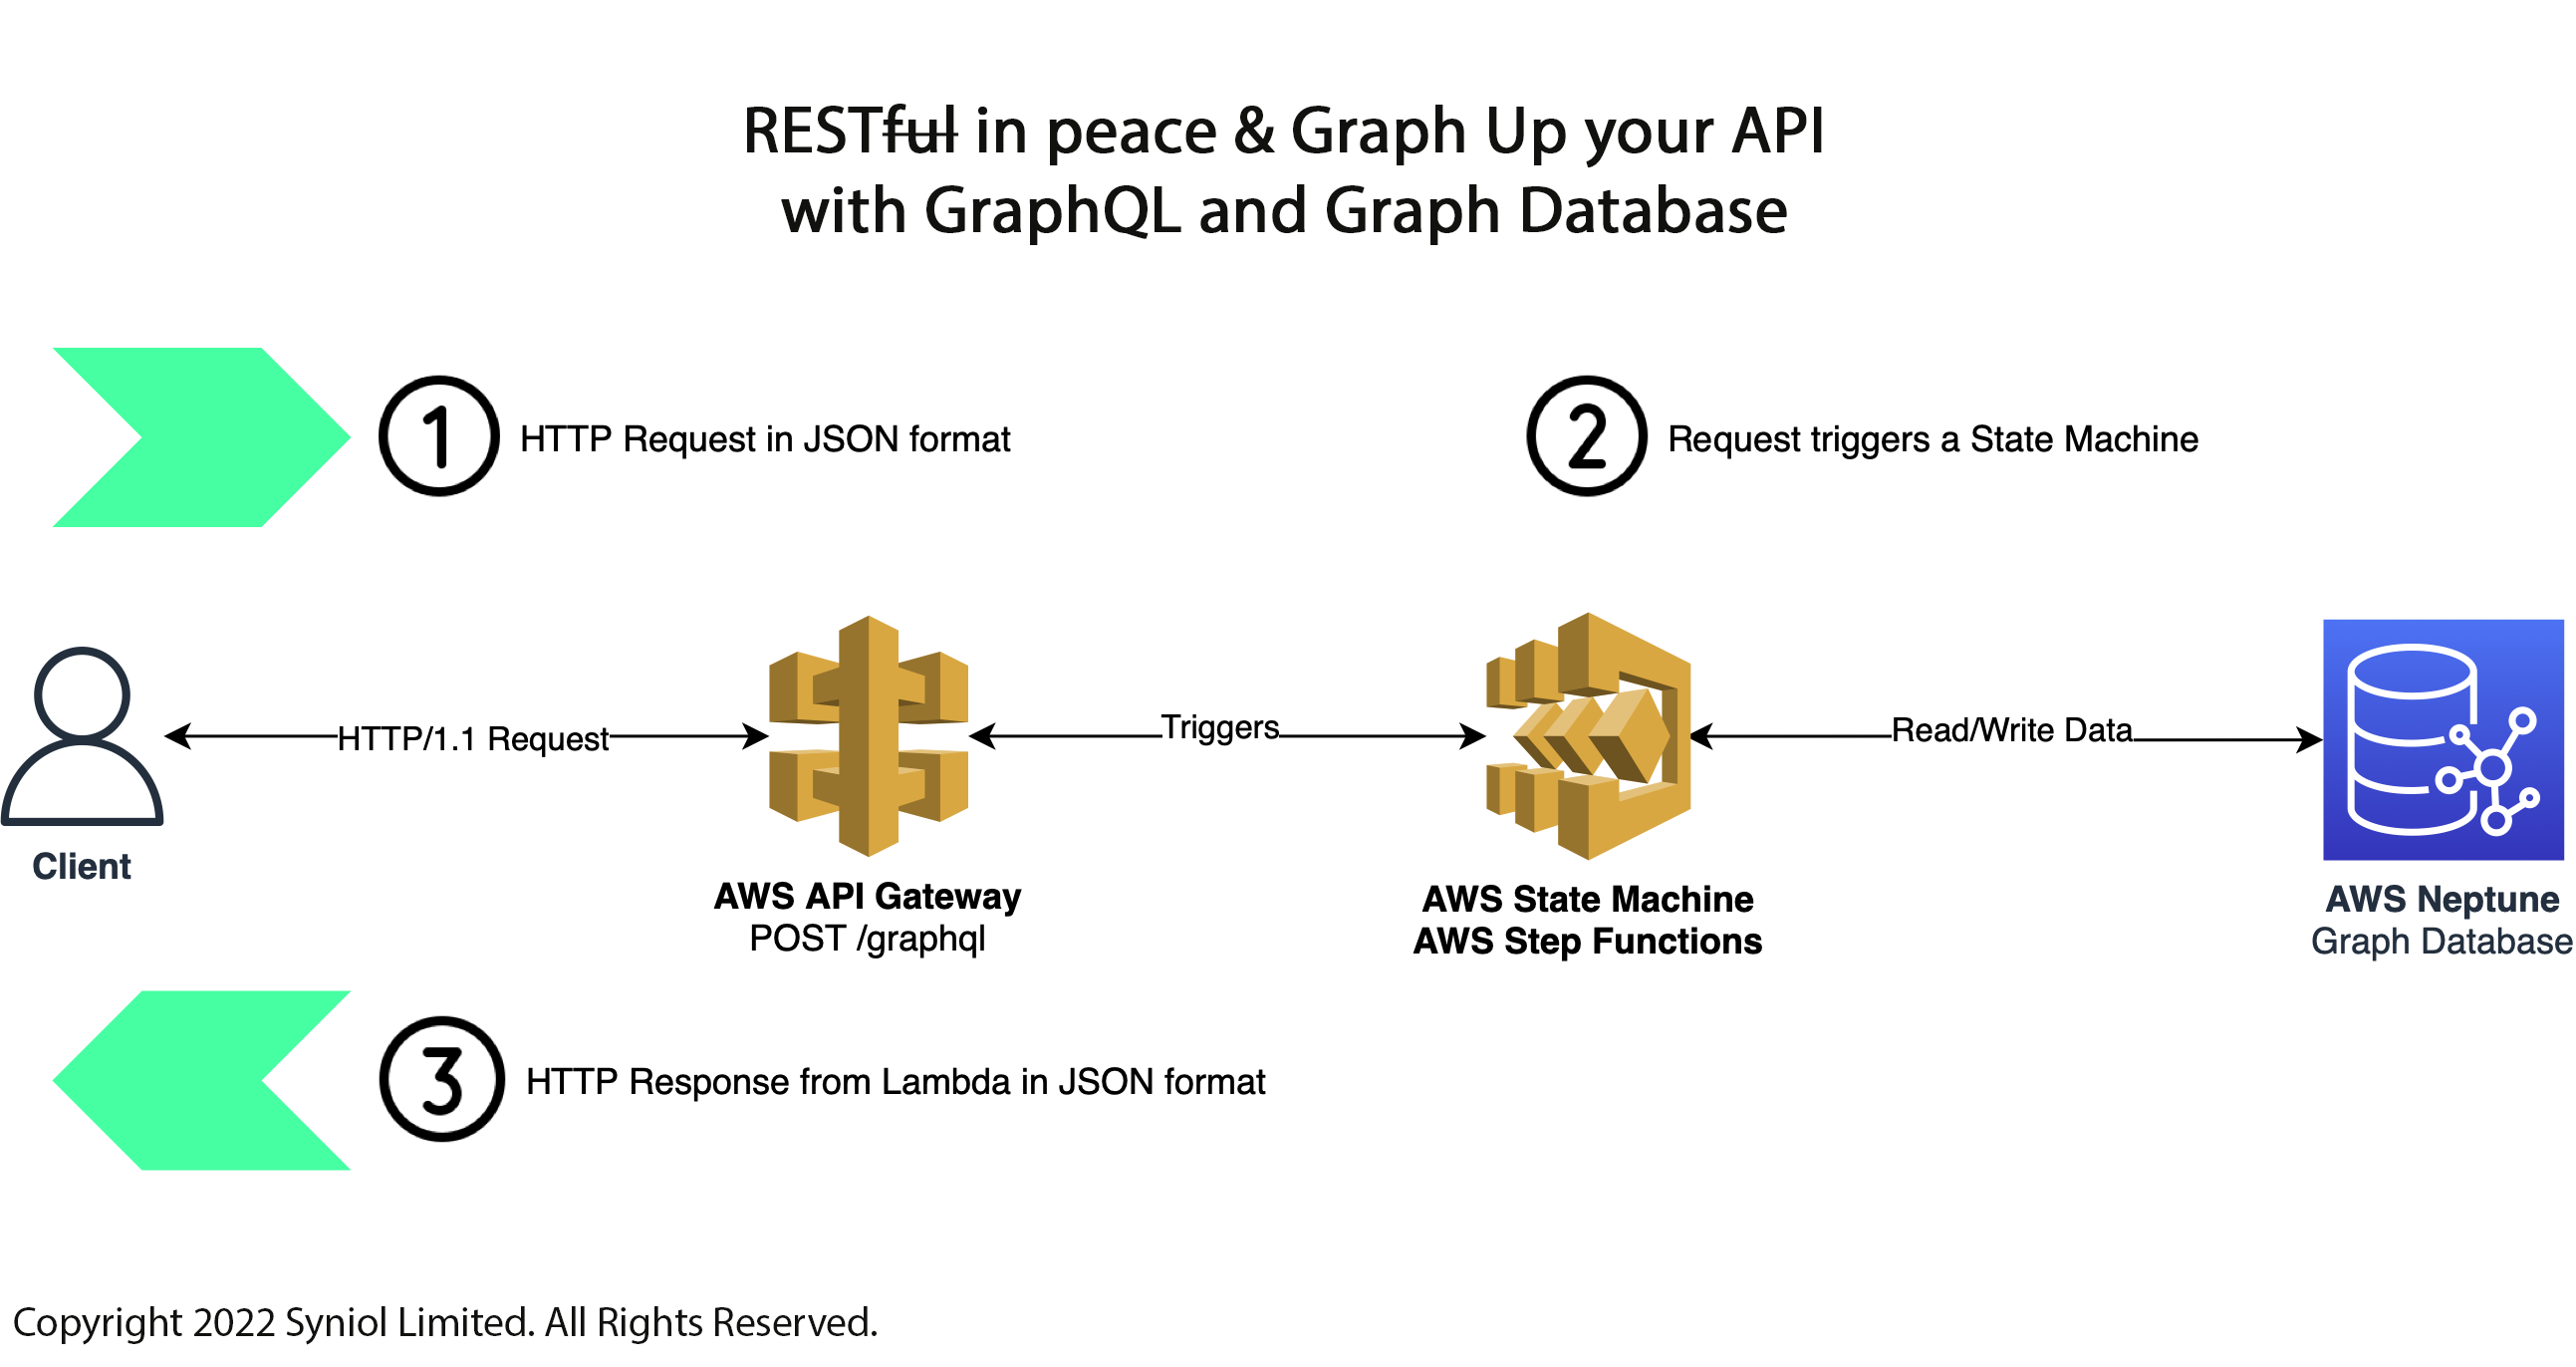 RESTful in peace & Graph Up your API
with GraphQL and Graph Database
1
HTTP Request in JSON format
2
Request triggers a State Machine
HTTP/1.1 Request
Triggers
Read/Write Data
Client
AWS API Gateway
POST /graphql
AWS State Machine
AWS Step Functions
AWS Neptune
Graph Database
3
HTTP Response from Lambda in JSON format
Copyright 2022 Syniol Limited. All Rights Reserved.